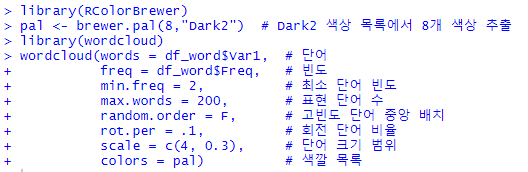 > library(RColorBrewer)
> pal <- brewer.pal(8,"Dark2")  # Dark2 색상 목록에서 8개 색상 추출
> library(wordcloud)
> wordcloud(words = df_word$Var1,  # 단어
+           freq = df_word$Freq,   # 빈도
+           min.freq = 2,          # 최소 단어 빈도
+           max.words = 200,       # 표현 단어 수
+           random.order = F,      # 고빈도 단어 중앙 배치
+           rot.per = .1,          # 회전 단어 비율
+           scale = c(4, 0.3),     # 단어 크기 범위
+           colors = pal)          # 색깔 목록